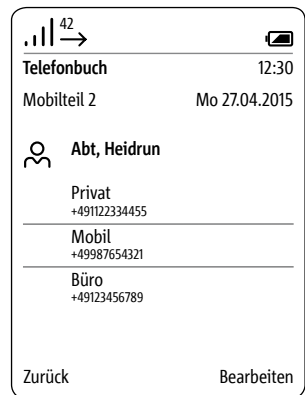 42
Telefonbuch 12:30
Mobilteil 2 Mo 27.04.2015
Abt, Heidrun
Privat
+491122334455
Mobil
+49987654321
Büro
+49123456789
Zurück Bearbeiten